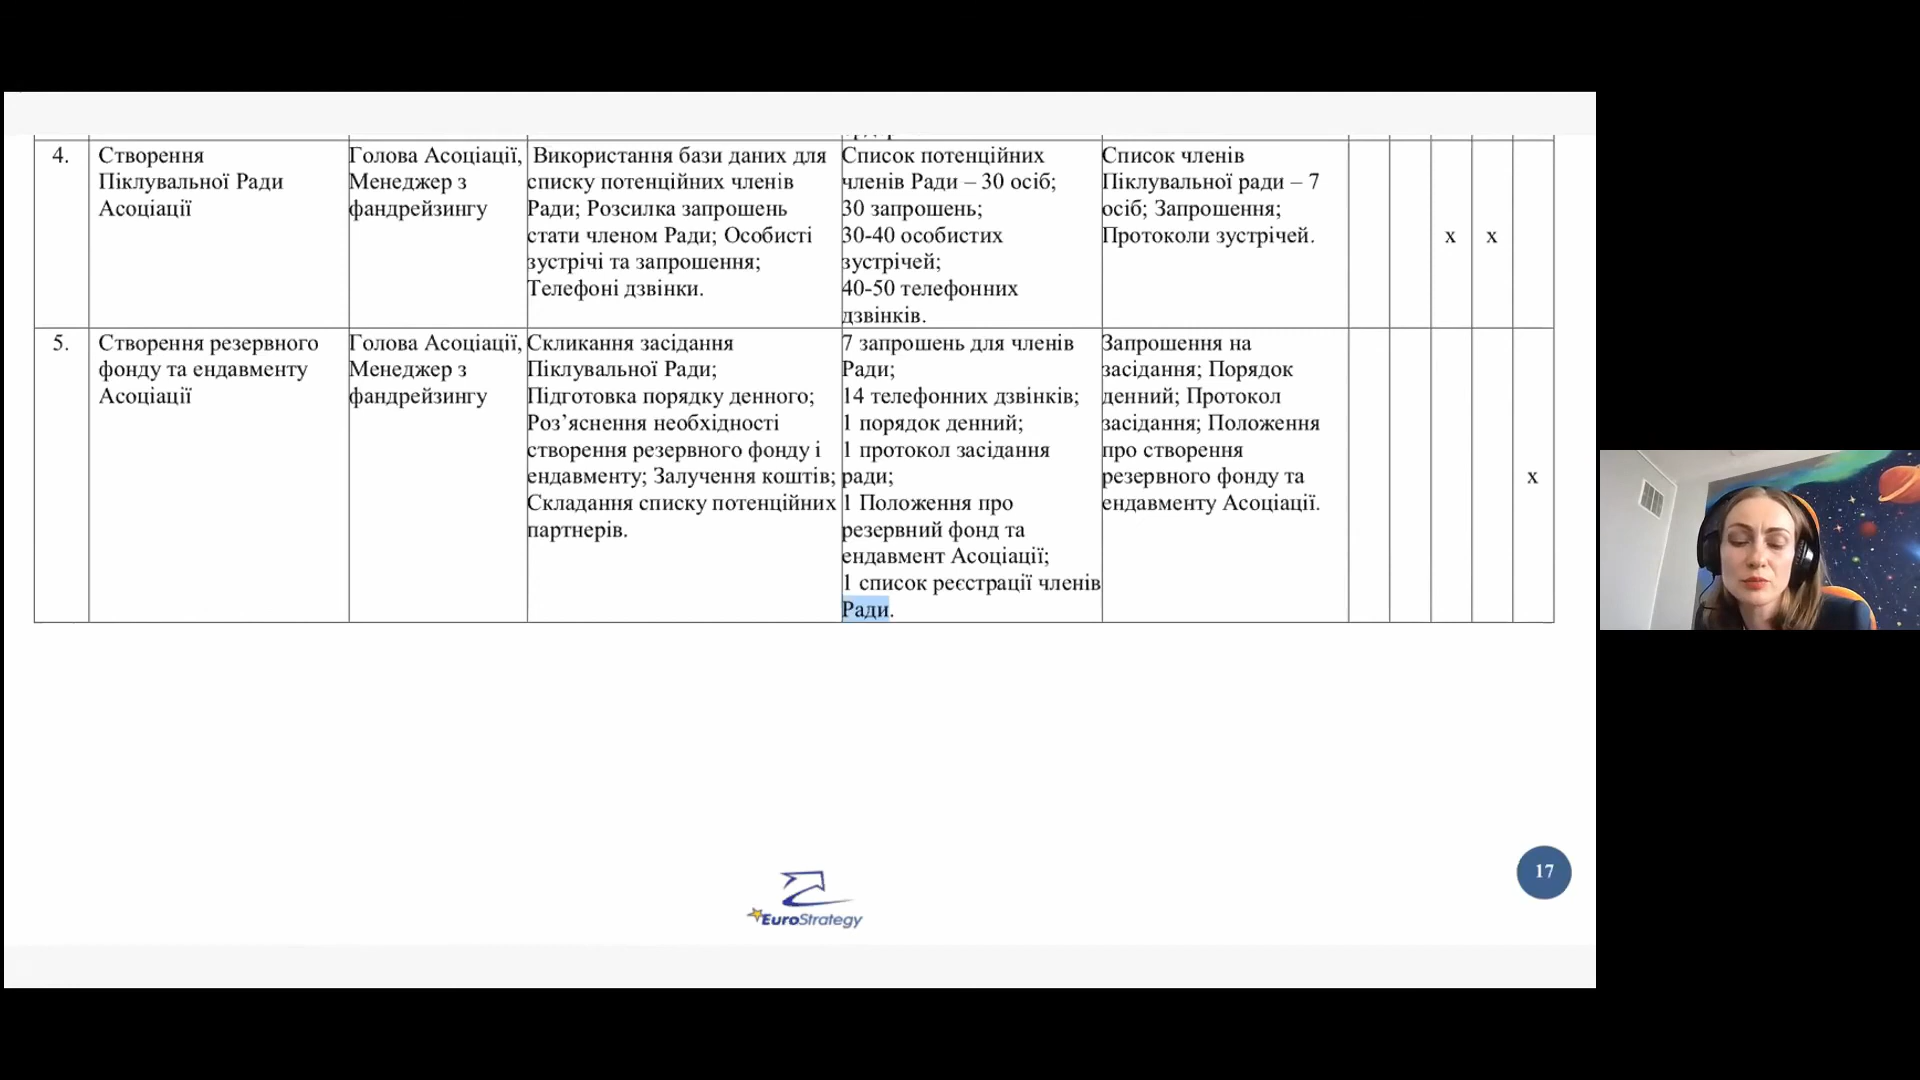 4.
Створення
Піклувальної Ради
Асоціації
Голова Асоціації,
Менеджер з
фандрейзингу
Використання бази даних для
списку потенційних членів
Ради; Розсилка запрошень
стати членом Ради; Особисті
зустрічі та запрошення;
Телефоні дзвінки.
Список потенційних
членів Ради – 30 осіб;
30 запрошень;
30-40 особистих
зустрічей;
40-50 телефонних
дзвінків.
Список членів
Піклувальної ради – 7
осіб; Запрошення;
Протоколи зустрічей.
х
х
5.
Створення резервного
фонду та ендавменту
Асоціації
Голова Асоціації,
Менеджер з
фандрейзингу
Скликання засідання
Піклувальної Ради;
Підготовка порядку денного;
Роз’яснення необхідності
створення резервного фонду і
ендавменту; Залучення коштів;
Складання списку потенційних
партнерів.
7 запрошень для членів
Ради;
14 телефонних дзвінків;
1 порядок денний;
1 протокол засідання
ради;
1 Положення про
резервний фонд та
ендавмент Асоціації;
1 список реєстрації членів
Ради.
Запрошення на
засідання; Порядок
денний; Протокол
засідання; Положення
про створення
резервного фонду та
ендавменту Асоціації.
х
17
EuroStrategy